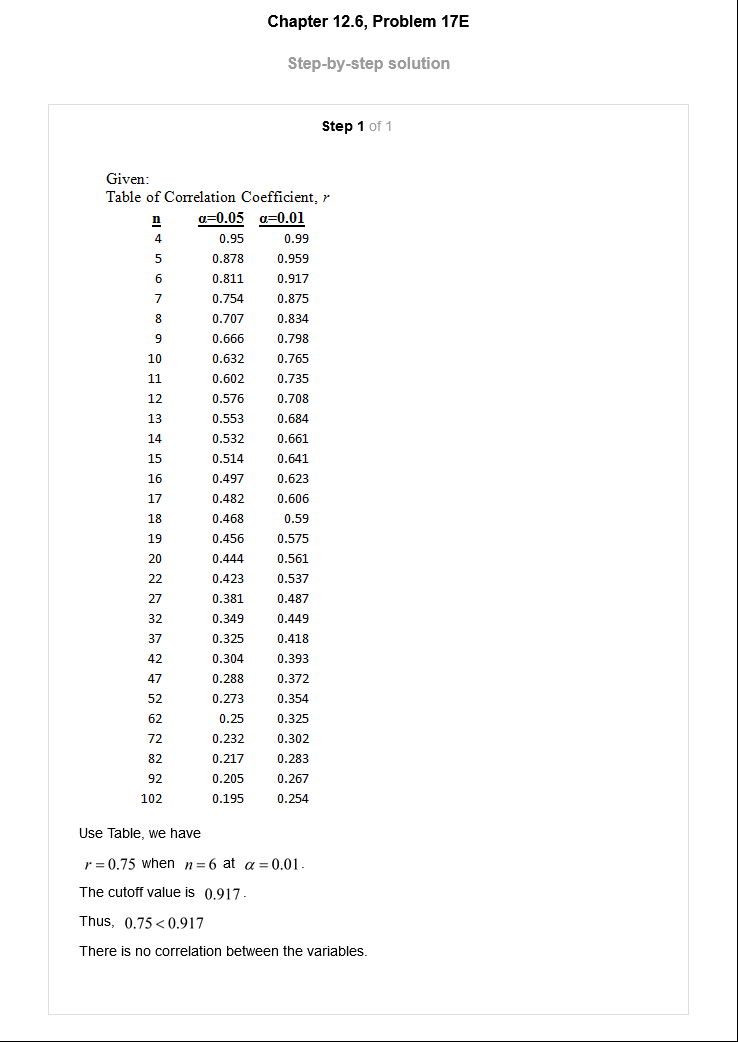 Chapter 12.6, Problem 17E
Step-by-step solution
Step 1 of 1
Given:
Table of Correlation Coefficient, r
n α=0.05 α=0.01
4 0.95 0.99
5 0.878 0.959
6 0.811 0.917
7 0.754 0.875
8 0.707 0.834
9 0.666 0.798
10 0.632 0.765
11 0.602 0.735
12 0.576 0.708
13 0.553 0.684
14 0.532 0.661
15 0.514 0.641
16 0.497 0.623
17 0.482 0.606
18 0.468 0.59
19 0.456 0.575
20 0.444 0.561
22 0.423 0.537
27 0.381 0.487
32 0.349 0.449
37 0.325 0.418
42 0.304 0.393
47 0.288 0.372
52 0.273 0.354
62 0.25 0.325
72 0.232 0.302
82 0.217 0.283
92 0.205 0.267
102 0.195 0.254
Use Table, we have
r = 0.75 when n = 6 at α = 0.01.
The cutoff value is 0.917.
Thus, 0.75 < 0.917
There is no correlation between the variables.